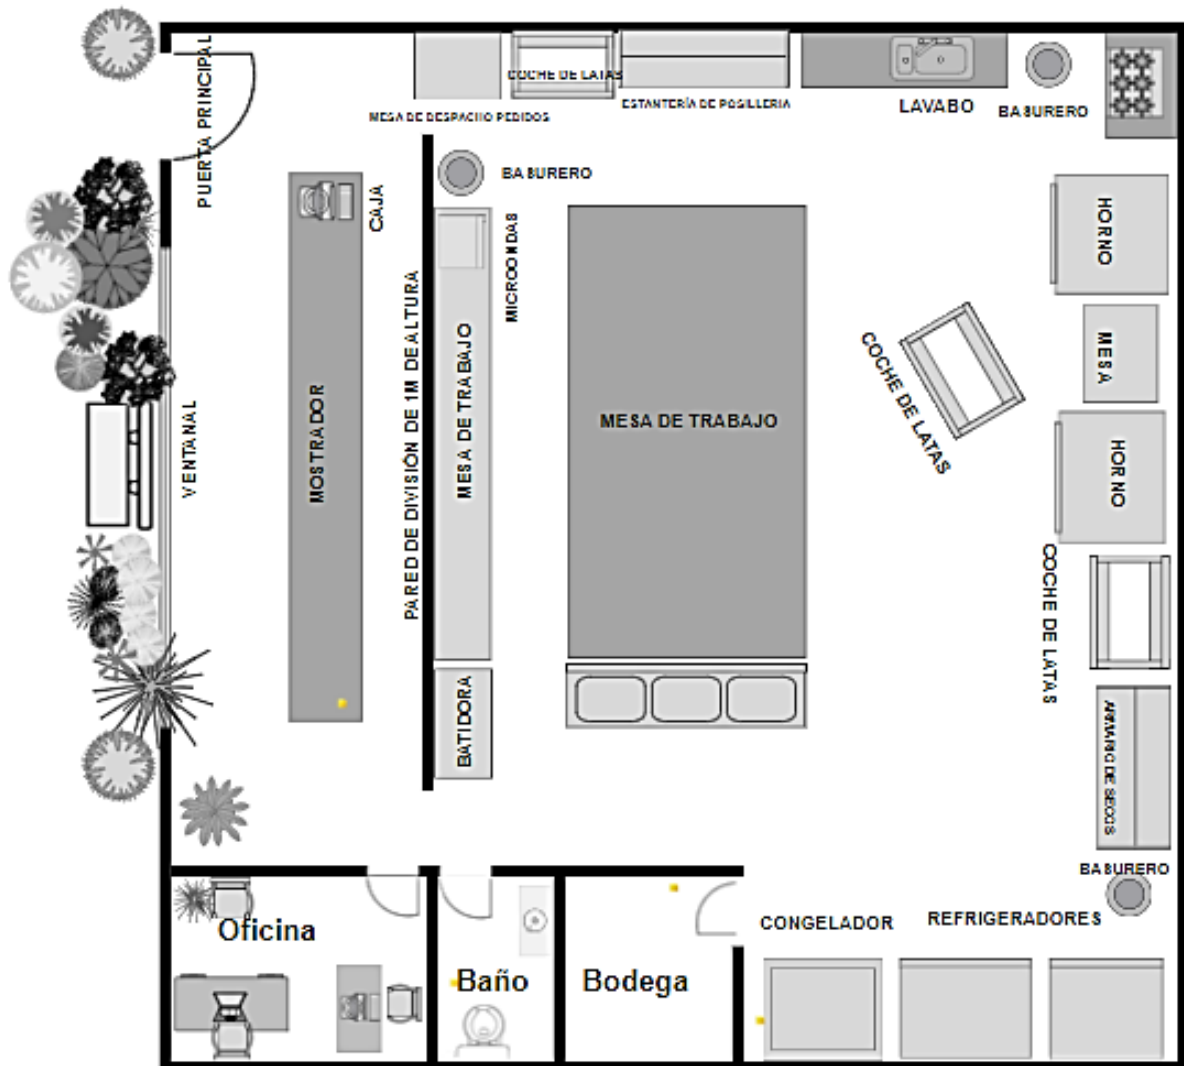 PUERTA PRINCIPAL
COCHE DE LATAS
MESA DE DESPACHO PEDIDOS
ESTANTERÍA DE POSILLERIA
LAVABO
BASURERO
BASURERO
CAJA
MICROONDAS
HORNO
MESA
HORNO
COCHE DE LATAS
VENTANAL
MOSTRADOR
PARED DE DIVISIÓN DE 1M DE ALTURA
MESA DE TRABAJO
MESA DE TRABAJO
BATIDORA
COCHE DE LATAS
ARMARIO DE SECOS
BASURERO
CONGELADOR
REFRIGERADORES
Oficina
Baño
Bodega